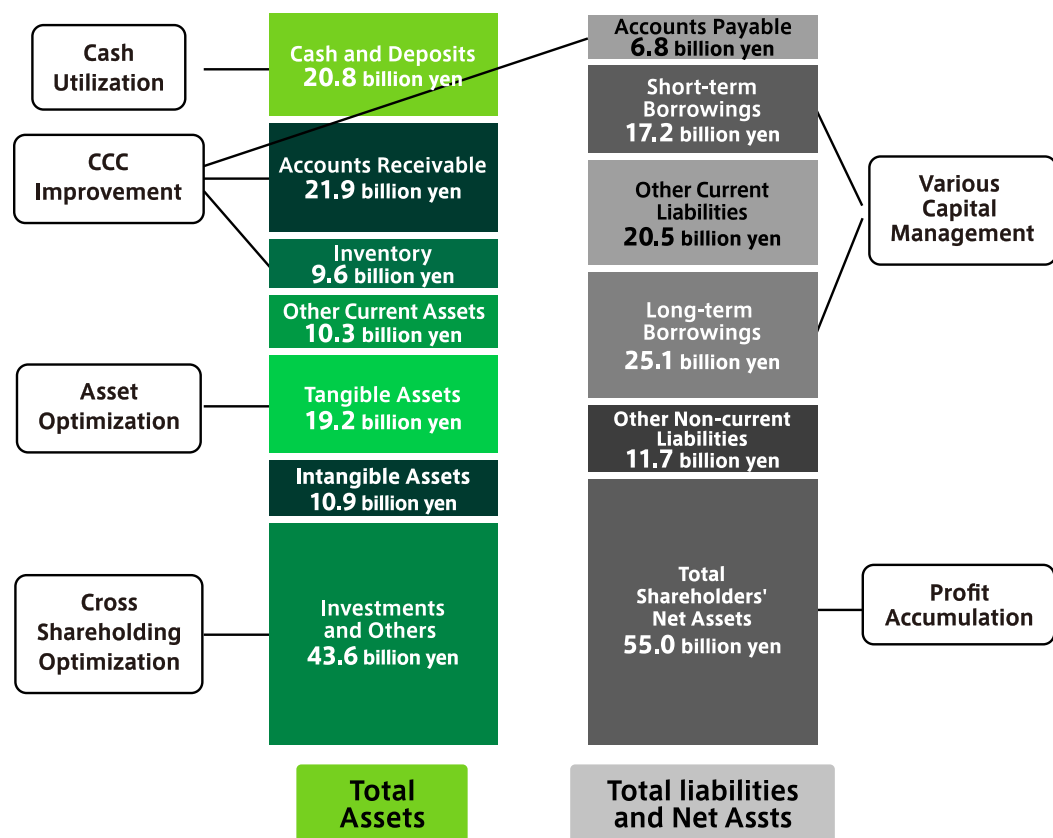 Cash
Utilization
CCC
Improvement
Asset
Optimization
Cross
Shareholding
Optimization
Cash and Deposits
20.8 billion yen
Accounts Receivable
21.9 billion yen
Inventory
9.6 billion yen
Other Current Assets
10.3 billion yen
Tangible Assets
19.2 billion yen
Intangible Assets
10.9 billion yen
Investments
and Others
43.6 billion yen
Total
Assets
Accounts Payable
6.8 billion yen
Short-term
Borrowings
17.2 billion yen
Other Current
Liabilities
20.5 billion yen
Long-term
Borrowings
25.1 billion yen
Other Non-current
Liabilities
11.7 billion yen
Total
Shareholders'
Net Assets
55.0 billion yen
Total liabilities
and Net Assts
Various
Capital
Management
Profit
Accumulation